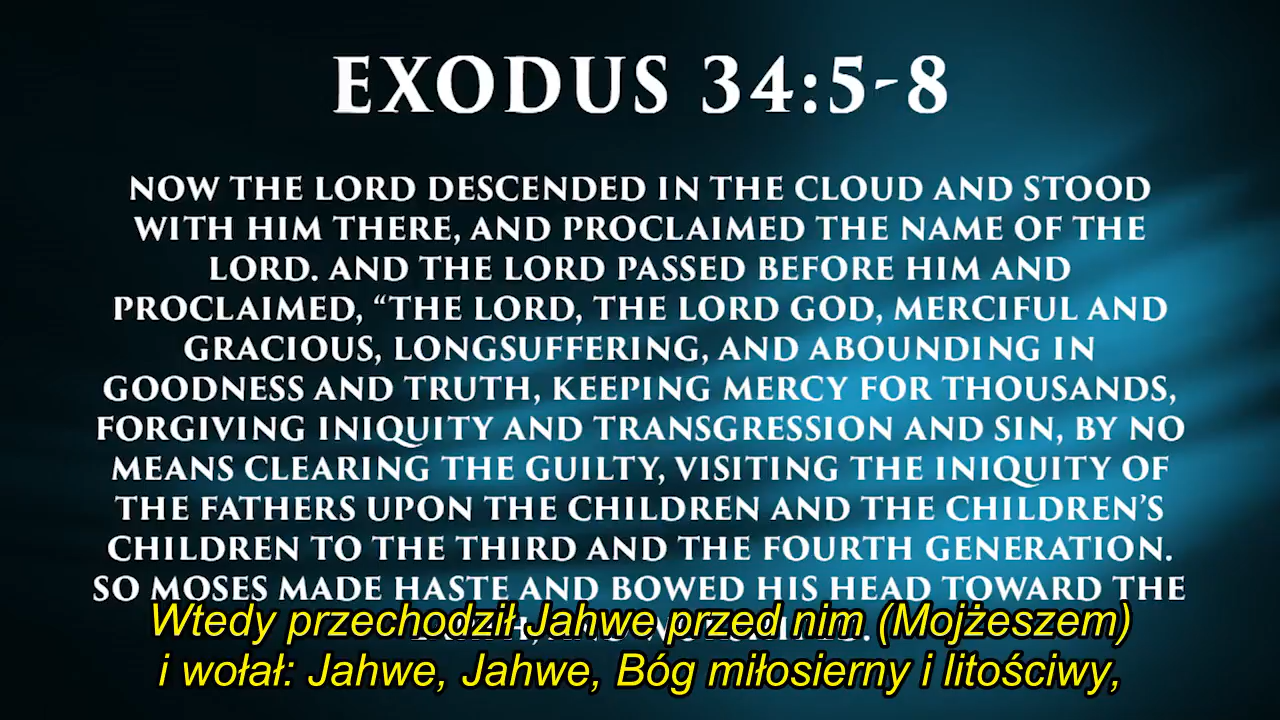 EXODUS 34:5-8
NOW THE LORD DESCENDED IN THE CLOUD AND STOOD
WITH HIM THERE, AND PROCLAIMED THE NAME OF THE
LORD. AND THE LORD PASSED BEFORE HIM AND
PROCLAIMED, “THE LORD, THE LORD GOD, MERCIFUL AND
GRACIOUS, LONGSUFFERING, AND ABOUNDING IN
GOODNESS AND TRUTH, KEEPING MERCY FOR THOUSANDS,
FORGIVING INIQUITY AND TRANSGRESSION AND SIN, BY NO
MEANS CLEARING THE GUILTY, VISITING THE INIQUITY OF
THE FATHERS UPON THE CHILDREN AND THE CHILDREN’S
CHILDREN TO THE THIRD AND THE FOURTH GENERATION.
SO MOSES MADE HASTE AND BOWED HIS HEAD TOWARD THE
Wtedy przechodził Jahwe przed nim (Mojżeszem)
i wołał: Jahwe, Jahwe, Bóg miłosierny i litościwy,